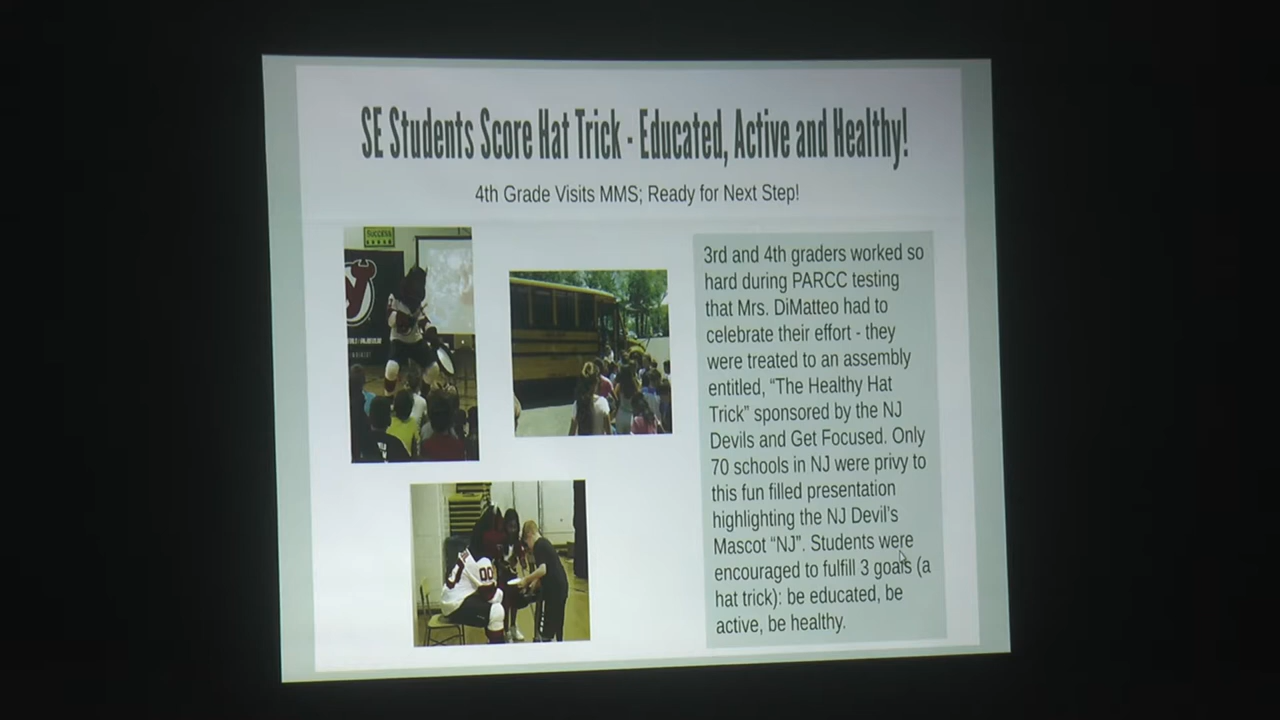 SE Students Score Hat Trick - Educated, Active and Healthy!
4th Grade Visits MMS; Ready for Next Step!
Success
3rd and 4th graders worked so
hard during PARCC testing
that Mrs. DiMatteo had to
celebrate their effort - they
were treated to an assembly
entitled, “The Healthy Hat
Trick” sponsored by the NJ
Devils and Get Focused. Only
70 schools in NJ were privy to
this fun filled presentation
highlighting the NJ Devil’s
Mascot “NJ”. Students were
encouraged to fulfill 3 goals (a
hat trick): be educated, be
active, be healthy.
00